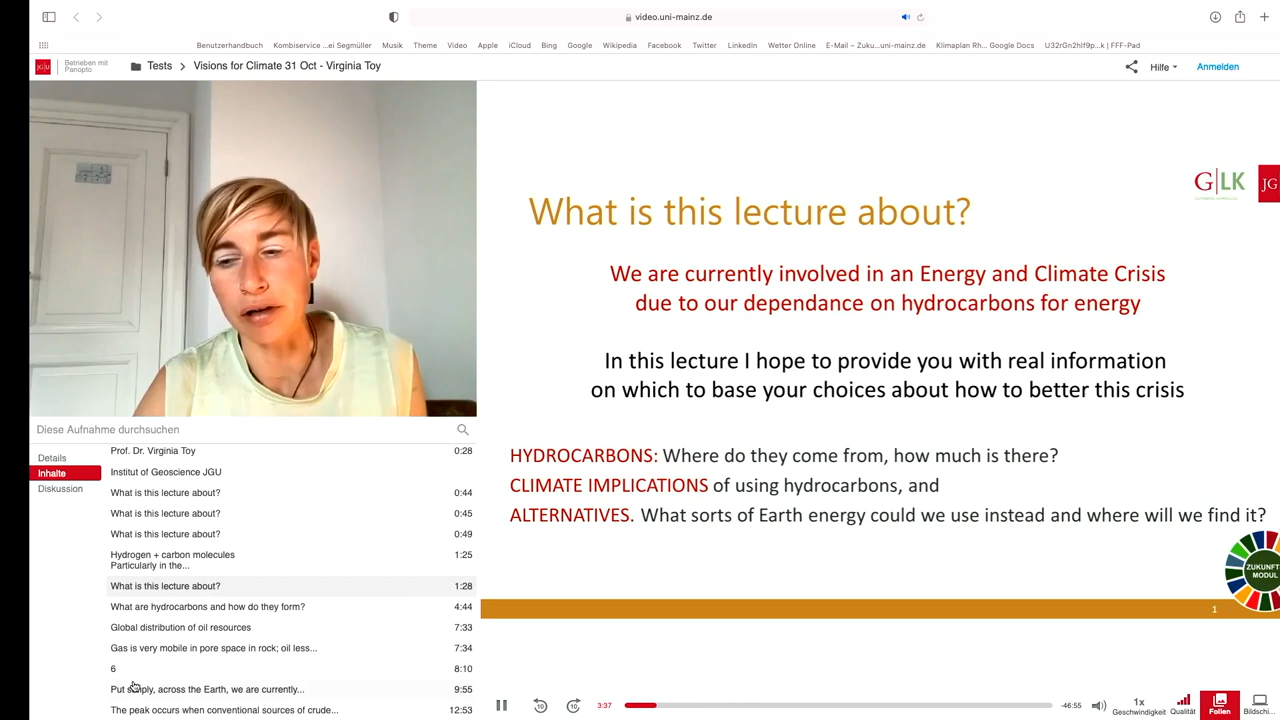 video.uni-mainz.de
Benutzerhandbuch Kombiservice ...ei Segmüller Musik Theme Video Apple iCloud Bing Google Wikipedia Facebook Twitter LinkedIn Wetter Online E-Mail – Zuku...uni-mainz.de Klimaplan Rh... Google Docs U32rGn2hIf9p...k | FFF-Pad
JGU
Betrieben mit
Panopto
Tests
Visions for Climate 31 Oct - Virginia Toy
Hilfe
Anmelden
G|LK
JG
What is this lecture about?
We are currently involved in an Energy and Climate Crisis
due to our dependance on hydrocarbons for energy
In this lecture I hope to provide you with real information
on which to base your choices about how to better this crisis
HYDROCARBONS: Where do they come from, how much is there?
CLIMATE IMPLICATIONS of using hydrocarbons, and
ALTERNATIVES. What sorts of Earth energy could we use instead and where will we find it?
ZUKUNFT
MODUL
1
Diese Aufnahme durchsuchen
Details
Inhalte
Diskussion
Prof. Dr. Virginia Toy 0:28
Institut of Geoscience JGU
What is this lecture about? 0:44
What is this lecture about? 0:45
What is this lecture about? 0:49
Hydrogen + carbon molecules 1:25
Particularly in the...
What is this lecture about? 1:28
What are hydrocarbons and how do they form? 4:44
Global distribution of oil resources 7:33
Gas is very mobile in pore space in rock; oil less... 7:34
6 8:10
Put simply, across the Earth, we are currently... 9:55
The peak occurs when conventional sources of crude... 12:53
10
10
3:37
-46:55
1x
Geschwindigkeit
Qualität
Folien
Bildschi...